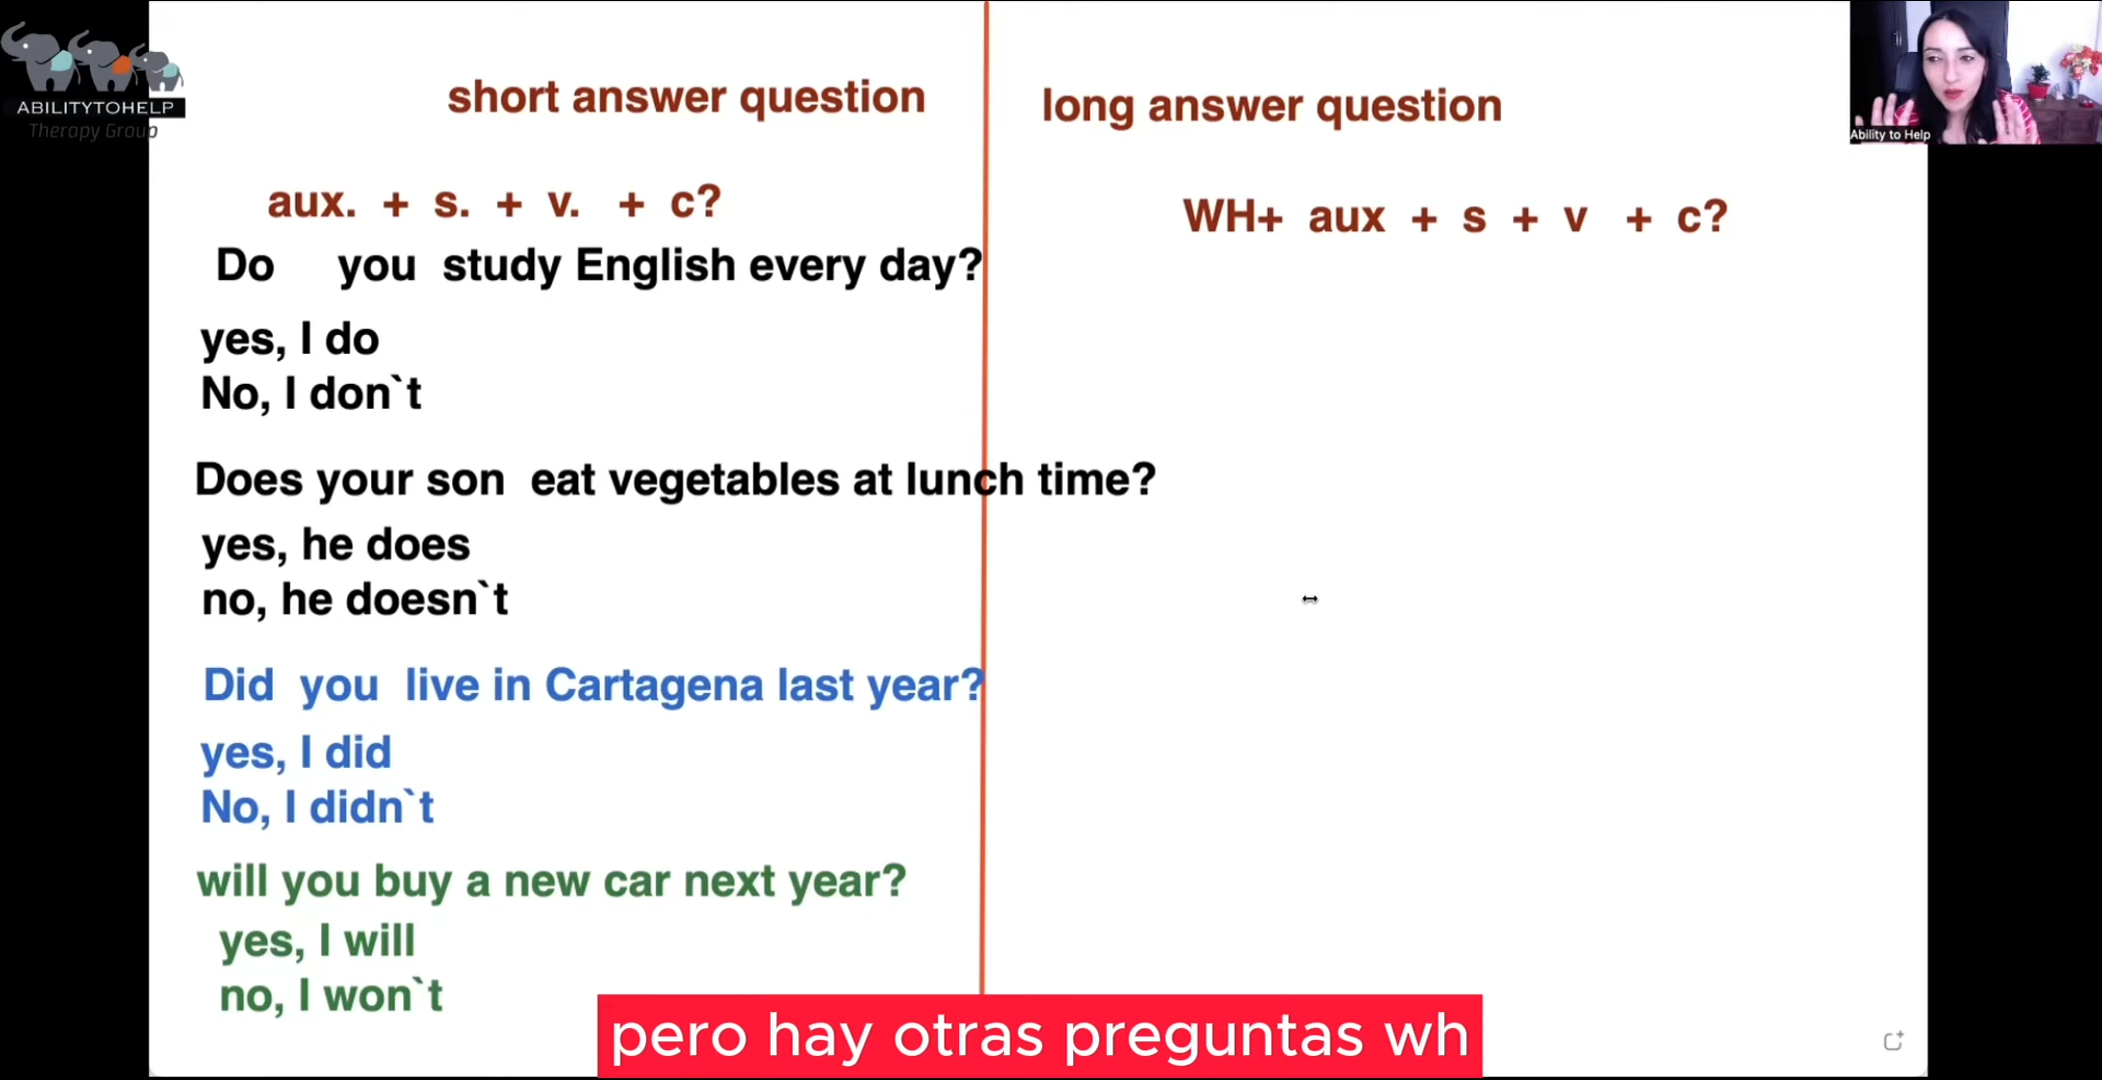 ABILITYTOHELP
Therapy Group
short answer question
aux. + s. + v. + c?
Do you study English every day?
yes, I do
No, I don`t
Does your son eat vegetables at lunch time?
yes, he does
no, he doesn`t
Did you live in Cartagena last year?
yes, I did
No, I didn`t
will you buy a new car next year?
yes, I will
no, I won`t
long answer question
WH+ aux + s + v + c?
Ability to Help
pero hay otras preguntas wh